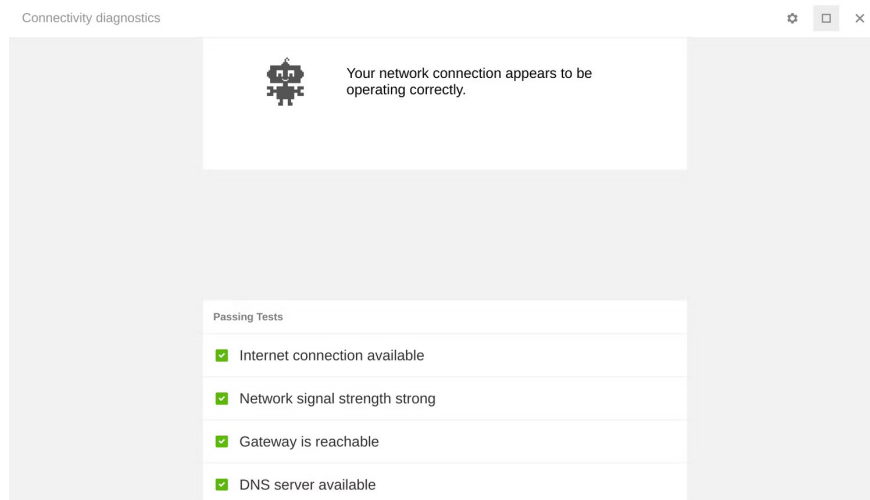 Connectivity diagnostics
Your network connection appears to be
operating correctly.
Passing Tests
Internet connection available
Network signal strength strong
Gateway is reachable
DNS server available